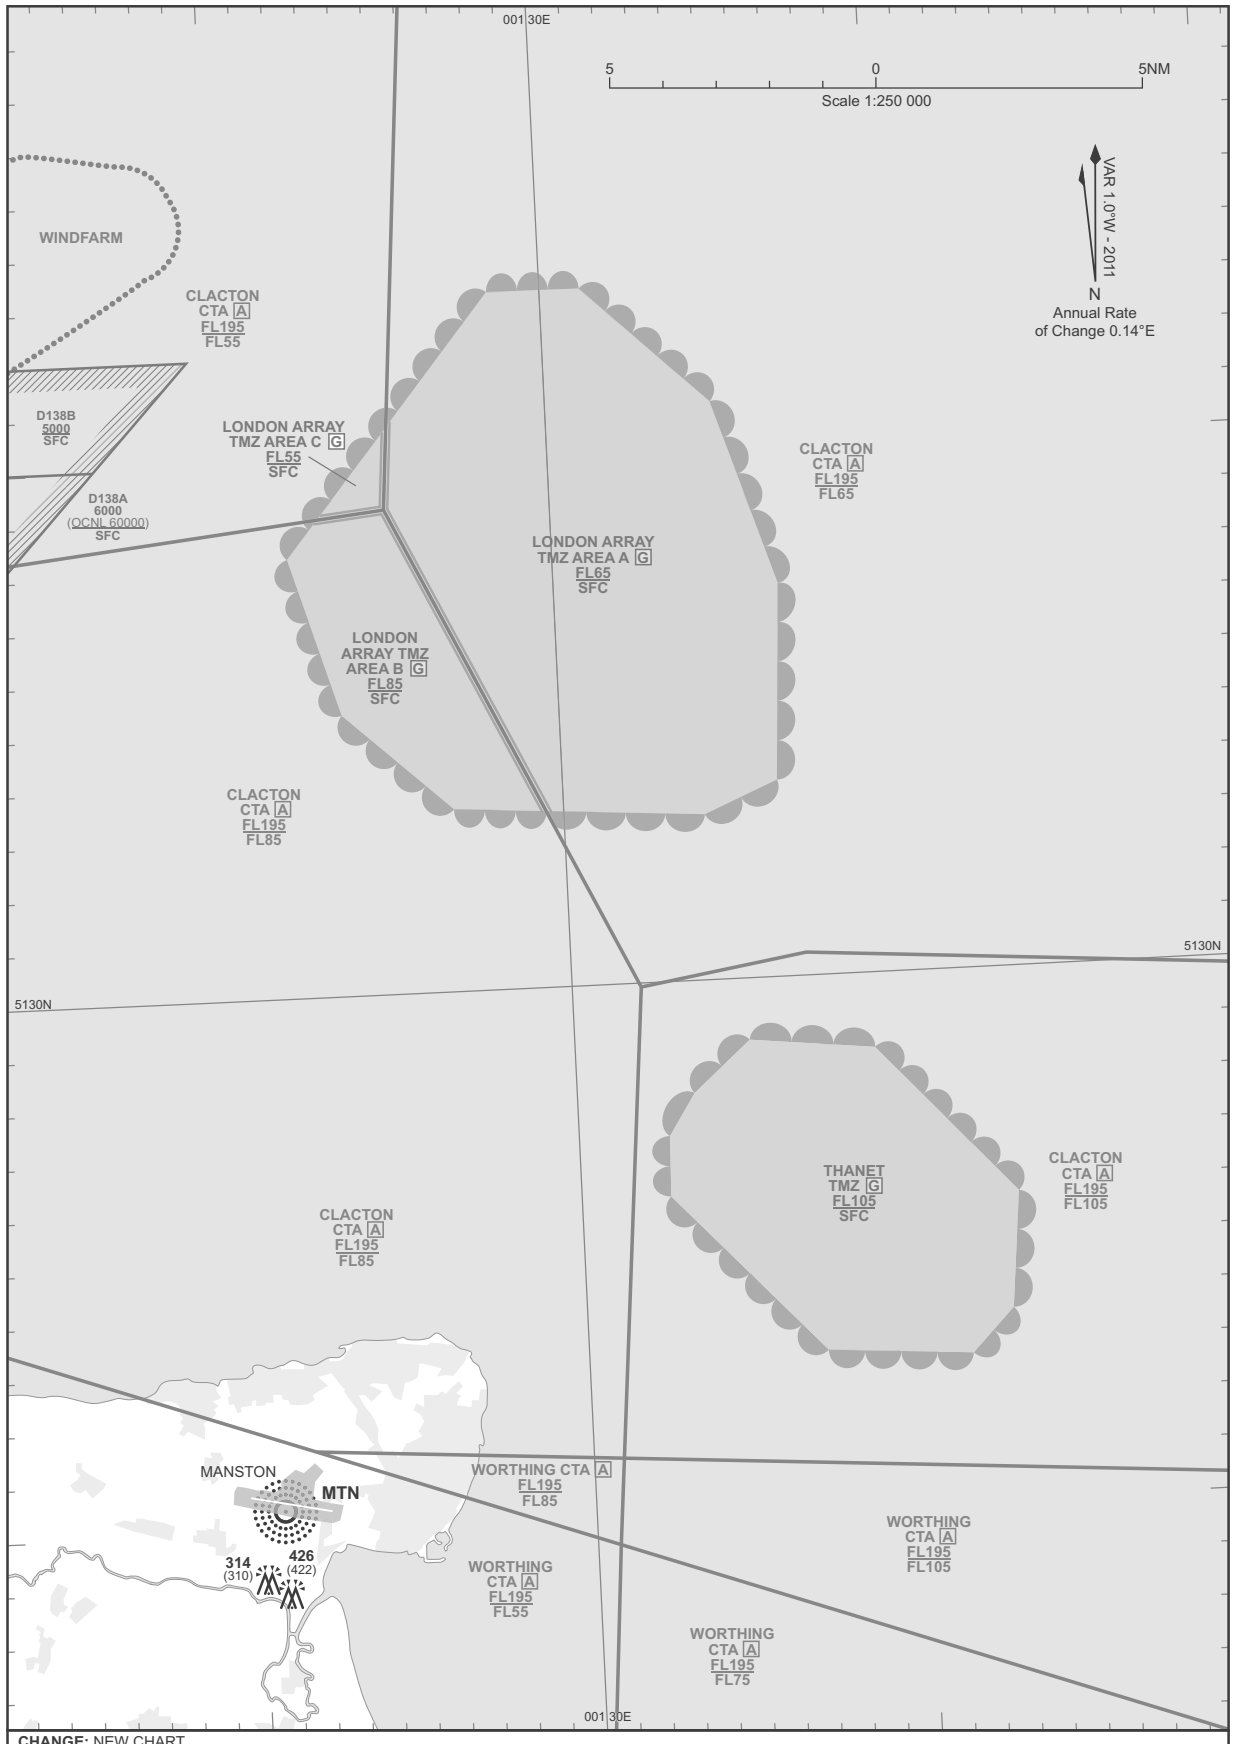 001 30E
5 0 5NM
Scale 1:250 000
VAR 1.0°W - 2011
N
Annual Rate
of Change 0.14°E
WINDFARM
CLACTON
CTA A
FL195
FL55
D138B
5000
SFC
D138A
6000
(OCNL 60000)
SFC
LONDON ARRAY
TMZ AREA C G
FL55
SFC
CLACTON
CTA A
FL195
FL65
LONDON ARRAY
TMZ AREA A G
FL65
SFC
LONDON
ARRAY TMZ
AREA B G
FL85
SFC
CLACTON
CTA A
FL195
FL85
5130N
5130N
THANET
TMZ G
FL105
SFC
CLACTON
CTA A
FL195
FL105
CLACTON
CTA A
FL195
FL85
MANSTON
MTN
WORTHING CTA A
FL195
FL85
WORTHING
CTA A
FL195
FL105
314
(310)
426
(422)
WORTHING
CTA A
FL195
FL55
WORTHING
CTA A
FL195
FL75
001 30E
CHANGE: NEW CHART